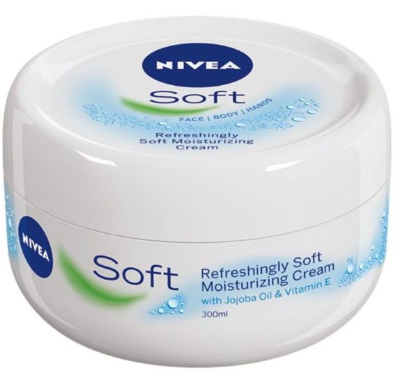 NIVEA
Soft
FACE | BODY | HANDS
Refreshingly
Soft Moisturizing
Cream
NIVEA
Soft
Refreshingly Soft
Moisturizing Cream
with Jojoba Oil & Vitamin E
300ml